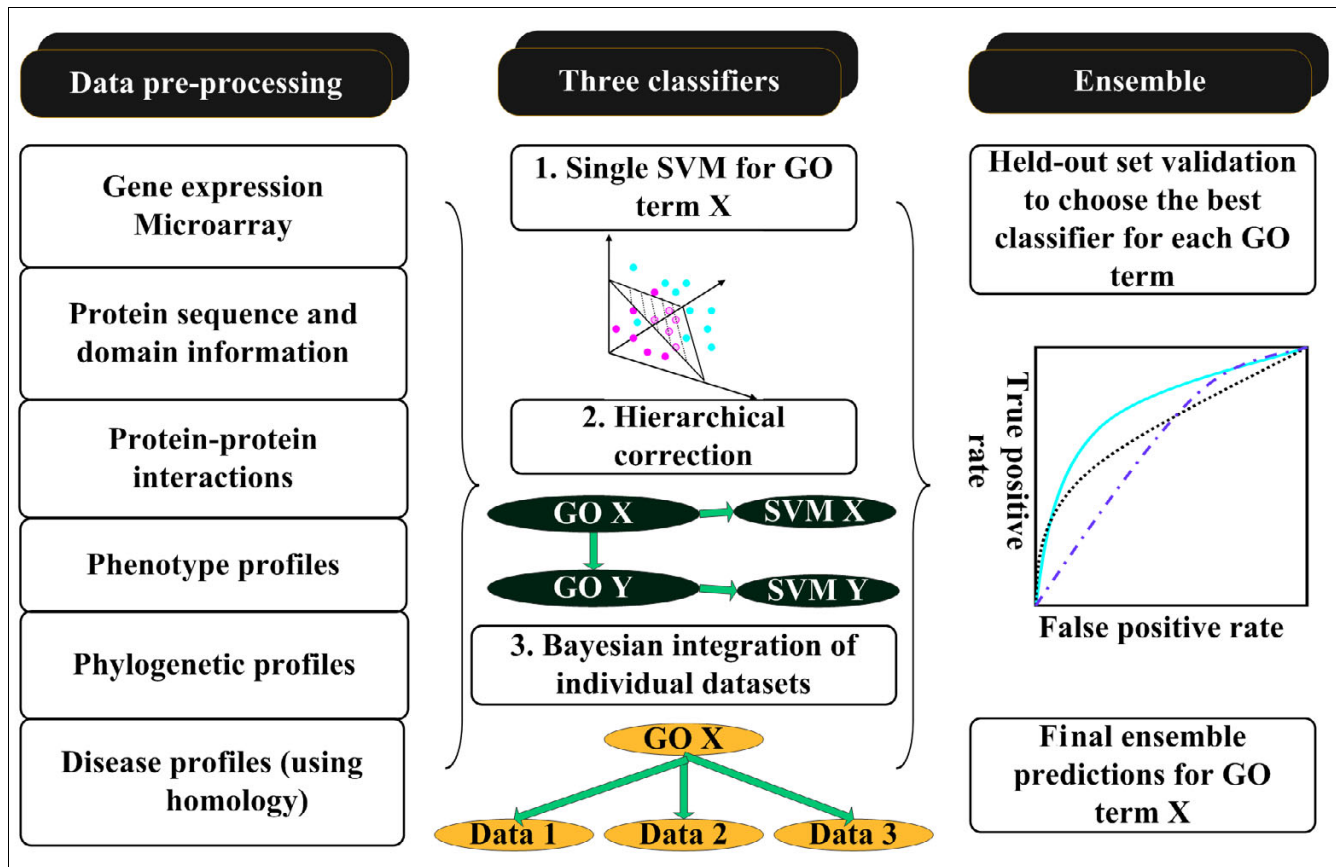 Data pre-processing
Gene expression
Microarray
Protein sequence and
domain information
Protein-protein
interactions
Phenotype profiles
Phylogenetic profiles
Disease profiles (using
homology)
Three classifiers
1. Single SVM for GO
term X
2. Hierarchical
correction
GO X
SVM X
GO Y
SVM Y
3. Bayesian integration of
individual datasets
GO X
Data 1
Data 2
Data 3
Ensemble
Held-out set validation
to choose the best
classifier for each GO
term
True positive
rate
False positive rate
Final ensemble
predictions for GO
term X